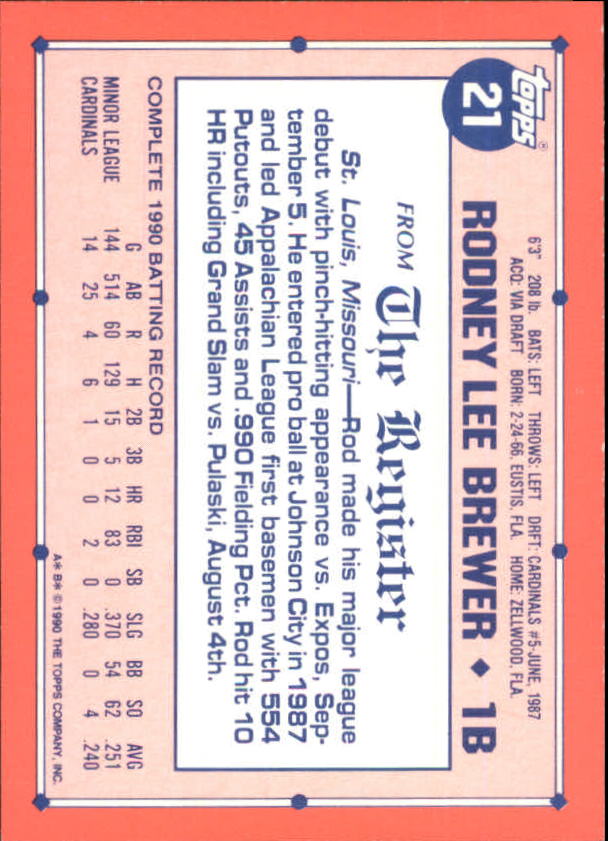 topps®
21
6'3" 208 lb. BATS: LEFT THROWS: LEFT DRFT: CARDINALS #5-JUNE, 1987
ACQ: VIA DRAFT BORN: 2-24-66, EUSTIS, FLA. HOME: ZELLWOOD, FLA.
RODNEY LEE BREWER ◆ 1B
FROM The Register
St. Louis, Missouri—Rod made his major league
debut with pinch-hitting appearance vs. Expos, Sep-
tember 5. He entered pro ball at Johnson City in 1987
and led Appalachian League first basemen with 554
Putouts, 45 Assists and .990 Fielding Pct. Rod hit 10
HR including Grand Slam vs. Pulaski, August 4th.
COMPLETE 1990 BATTING RECORD
G AB R H 2B 3B HR RBI SB SLG BB SO AVG
MINOR LEAGUE 144 514 60 129 15 5 12 83 0 .370 54 62 .251
CARDINALS 14 25 4 6 1 0 0 2 0 .280 0 4 .240
A* B* © 1990 THE TOPPS COMPANY, INC.